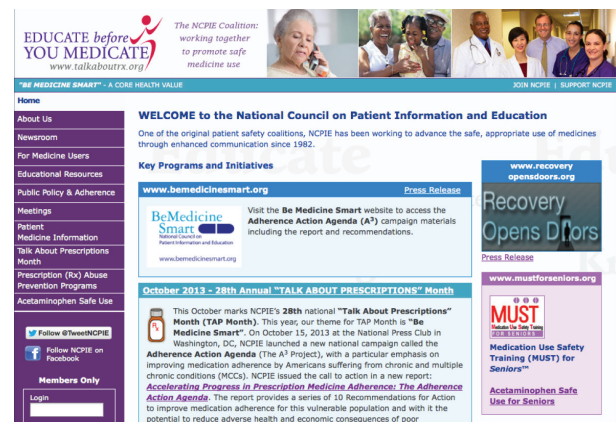 EDUCATE before
YOU MEDICATE
www.talkaboutrx.org
The NCPIE Coalition:
working together
to promote safe
medicine use
"BE MEDICINE SMART" - A CORE HEALTH VALUE
JOIN NCPIE | SUPPORT NCPIE
Home
About Us
Newsroom
For Medicine Users
Educational Resources
Public Policy & Adherence
Meetings
Patient
Medicine Information
Talk About Prescriptions
Month
Prescription (Rx) Abuse
Prevention Programs
Acetaminophen Safe Use
Follow @TweetNCPIE
Follow NCPIE on
Facebook
Members Only
Login
WELCOME to the National Council on Patient Information and Education
One of the original patient safety coalitions, NCPIE has been working to advance the safe, appropriate use of medicines
through enhanced communication since 1982.
Key Programs and Initiatives
www.bemedicinesmart.org
Press Release
BeMedicine
Smart
National Council on
Patient Information and Education
www.bemedicinesmart.org
Visit the Be Medicine Smart website to access the
Adherence Action Agenda (A³) campaign materials
including the report and recommendations.
October 2013 - 28th Annual "TALK ABOUT PRESCRIPTIONS" Month
Rx
This October marks NCPIE's 28th national "Talk About Prescriptions"
Month (TAP Month). This year, our theme for TAP Month is "Be
Medicine Smart". On October 15, 2013 at the National Press Club in
Washington, DC, NCPIE launched a new national campaign called the
Adherence Action Agenda (The A³ Project), with a particular emphasis on
improving medication adherence by Americans suffering from chronic and multiple
chronic conditions (MCCs). NCPIE issued the call to action in a new report:
Accelerating Progress in Prescription Medicine Adherence: The Adherence
Action Agenda. The report provides a series of 10 Recommendations for Action
to improve medication adherence for this vulnerable population and with it the
potential to reduce adverse health and economic consequences of poor
www.recovery
opensdoors.org
Recovery
Opens Doors
Press Release
www.mustforseniors.org
MUST
Medication Use Safety Training
FOR SENIORS
Medication Use Safety
Training (MUST) for
Seniors™
Acetaminophen Safe
Use for Seniors